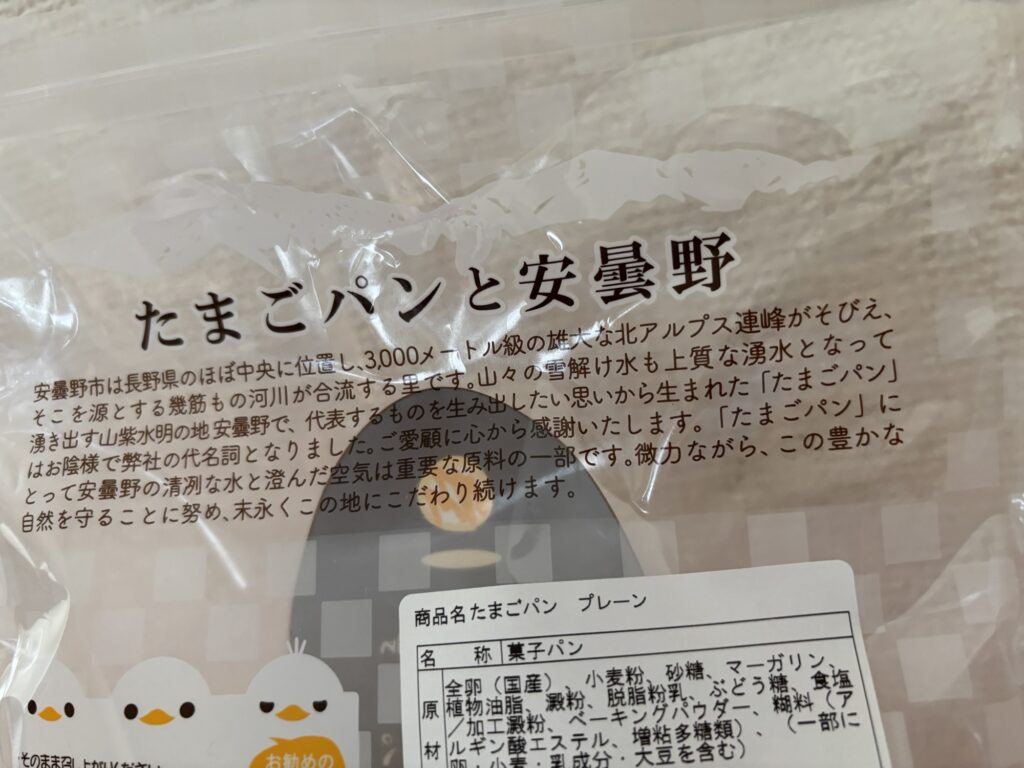 たまごパンと安曇野
安曇野市は長野県のほぼ中央に位置し、3,000メートル級の雄大な北アルプス連峰がそびえ、
そこを源とする幾筋もの河川が合流する里です。山々の雪解け水も上質な湧水となって
湧き出す山紫水明の地 安曇野で、代表するものを生み出したい思いから生まれた「たまごパン」
はお陰様で弊社の代名詞となりました。ご愛顧に心から感謝いたします。「たまごパン」に
とって安曇野の清冽な水と澄んだ空気は重要な原料の一部です。微力ながら、この豊かな
自然を守ることに努め、末永くこの地にこだわり続けます。
商品名 たまごパン プレーン
名 称 菓子パン
全卵（国産）、小麦粉、砂糖、マーガリン、
原 植物油脂、澱粉、脱脂粉乳、ぶどう糖、食塩
／加工澱粉、ベーキングパウダー、糊料（ア
材 ルギン酸エステル、増粘多糖類）、（一部に
卵・小麦・乳成分・大豆を含む）
お勧めの